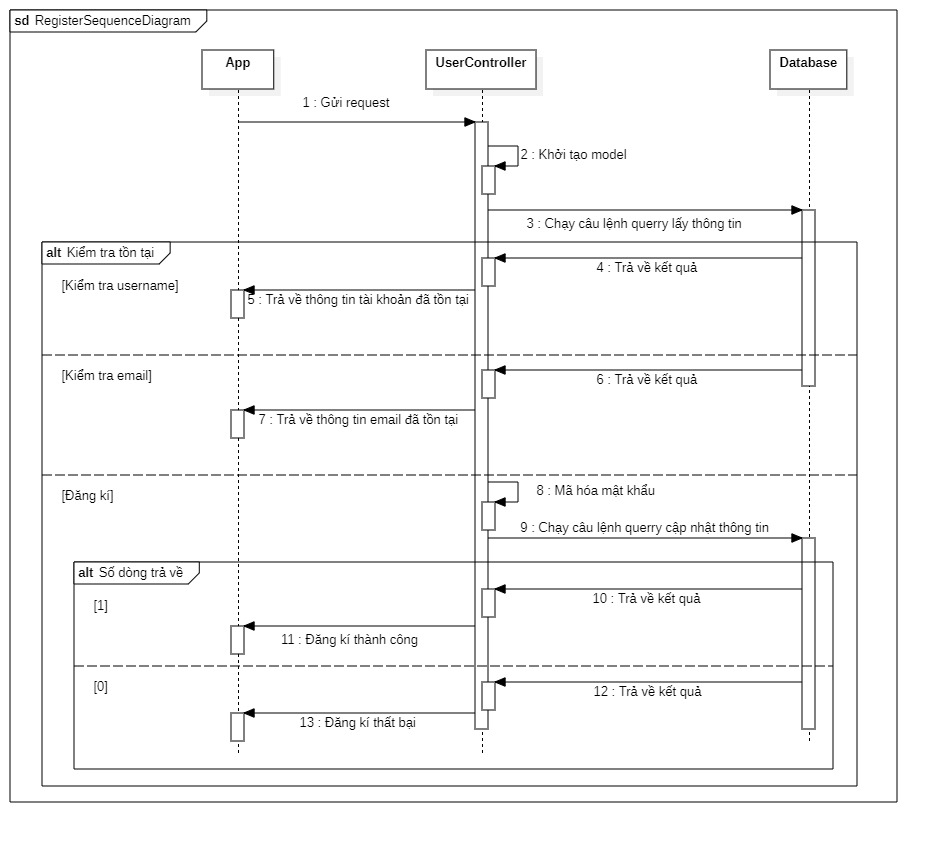 sd RegisterSequenceDiagram
App
UserController
Database
1 : Gửi request
2 : Khởi tạo model
3 : Chạy câu lệnh querry lấy thông tin
alt Kiểm tra tồn tại
4 : Trả về kết quả
[Kiểm tra username]
5 : Trả về thông tin tài khoản đã tồn tại
[Kiểm tra email]
6 : Trả về kết quả
7 : Trả về thông tin email đã tồn tại
[Đăng kí]
8 : Mã hóa mật khẩu
9 : Chạy câu lệnh querry cập nhật thông tin
alt Số dòng trả về
10 : Trả về kết quả
[1]
11 : Đăng kí thành công
[0]
12 : Trả về kết quả
13 : Đăng kí thất bại